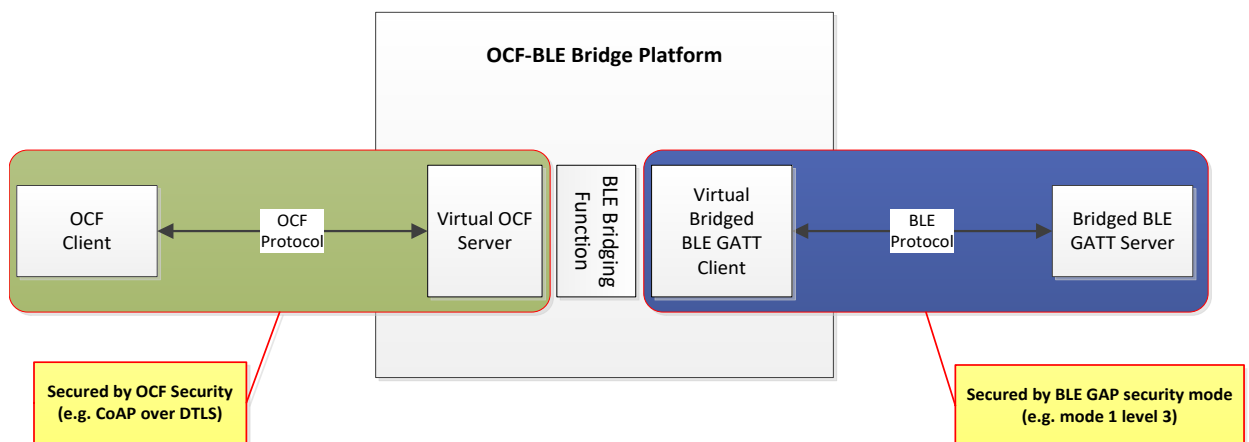 OCF-BLE Bridge Platform
OCF
Client
OCF
Protocol
Virtual OCF
Server
BLE Bridging
Function
Virtual
Bridged
BLE GATT
Client
BLE
Protocol
Bridged BLE
GATT Server
Secured by OCF Security
(e.g. CoAP over DTLS)
Secured by BLE GAP security mode
(e.g. mode 1 level 3)